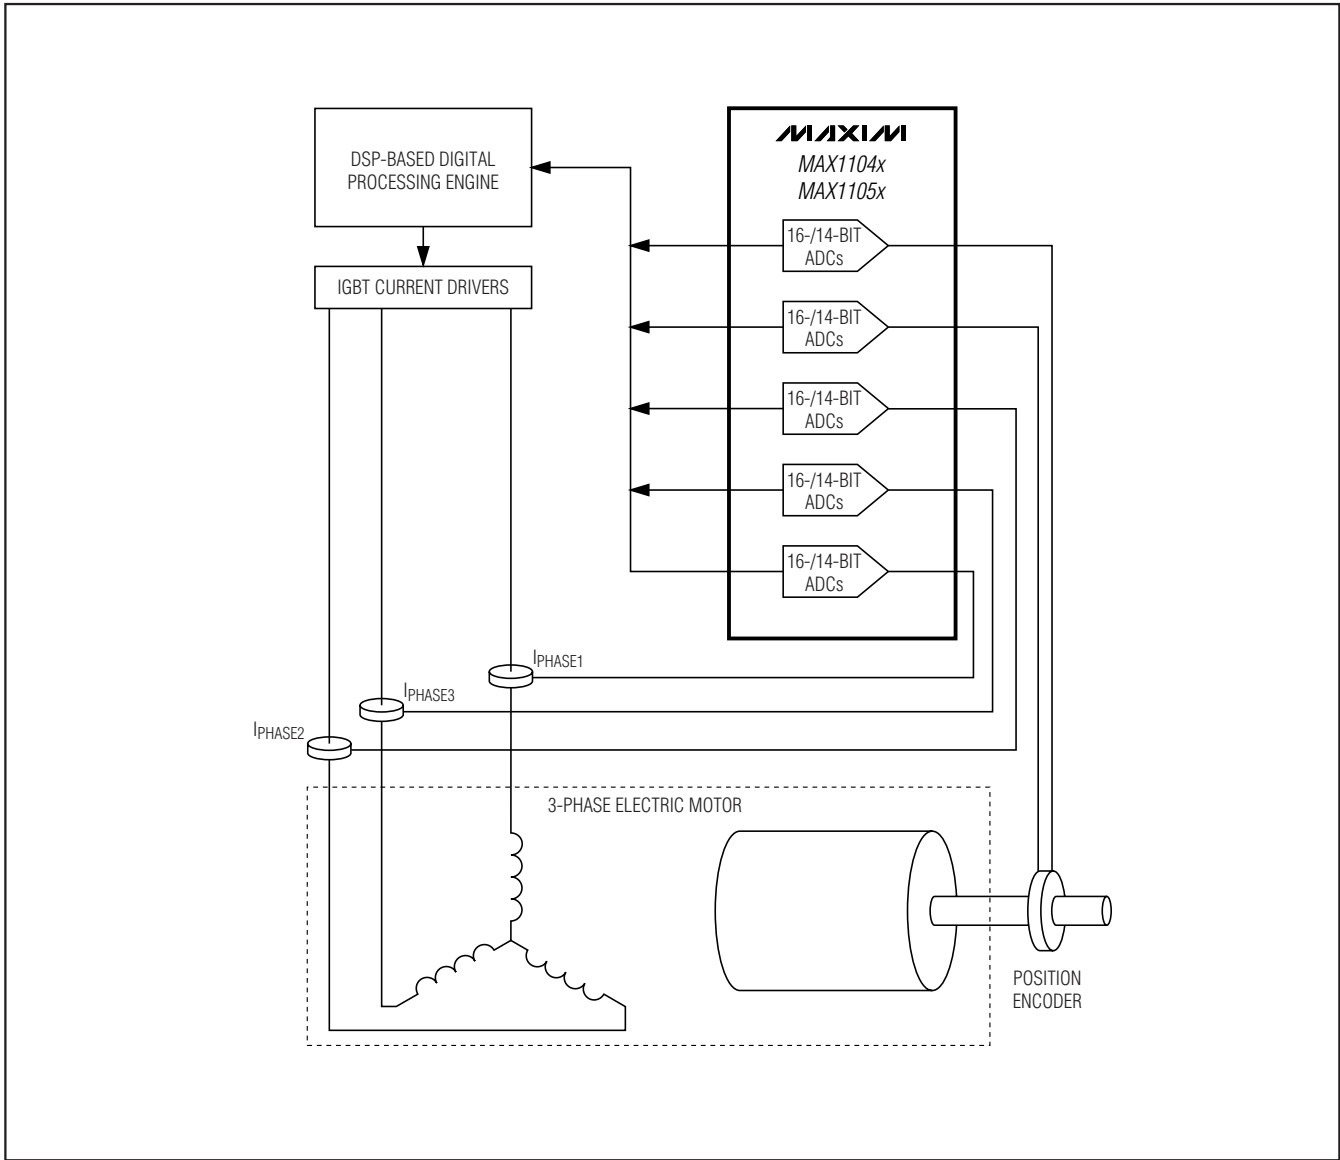 DSP-BASED DIGITAL
PROCESSING ENGINE
IGBT CURRENT DRIVERS
MAXIM
MAX1104x
MAX1105x
16-/14-BIT
ADCs
16-/14-BIT
ADCs
16-/14-BIT
ADCs
16-/14-BIT
ADCs
16-/14-BIT
ADCs
IPHASE1
IPHASE3
IPHASE2
3-PHASE ELECTRIC MOTOR
POSITION
ENCODER